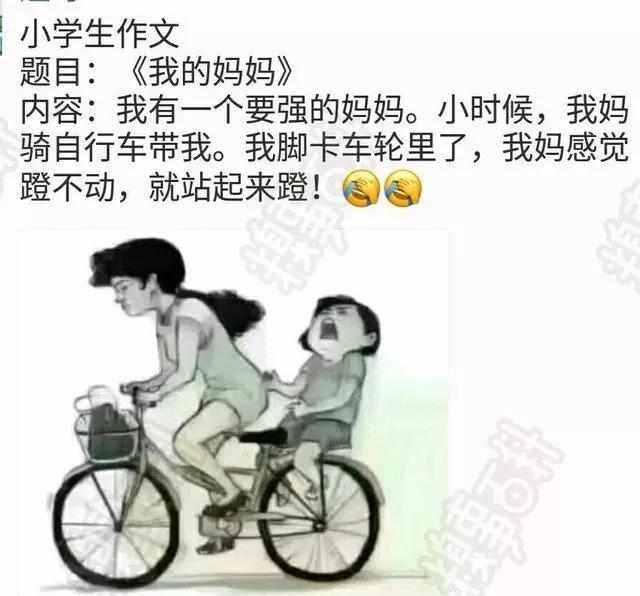 小学生作文
题目：《我的妈妈》
内容：我有一个要强的妈妈。小时候，我妈
骑自行车带我。我脚卡车轮里了，我妈感觉
蹬不动，就站起来蹬！🤦🤦